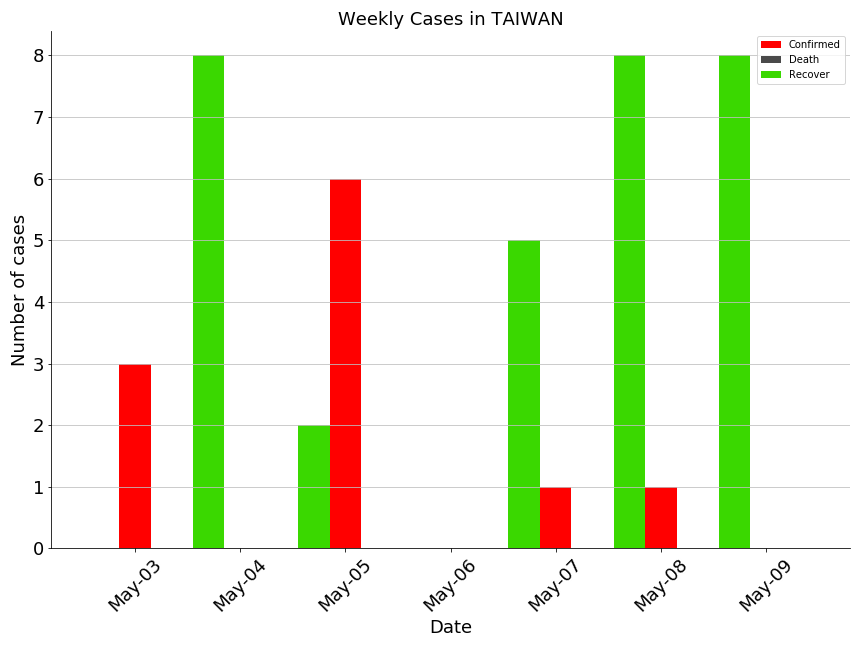 Weekly Cases in TAIWAN
Confirmed
Death
Recover
8
7
6
5
4
3
2
1
0
Number of cases
May-03
May-04
May-05
May-06
May-07
May-08
May-09
Date